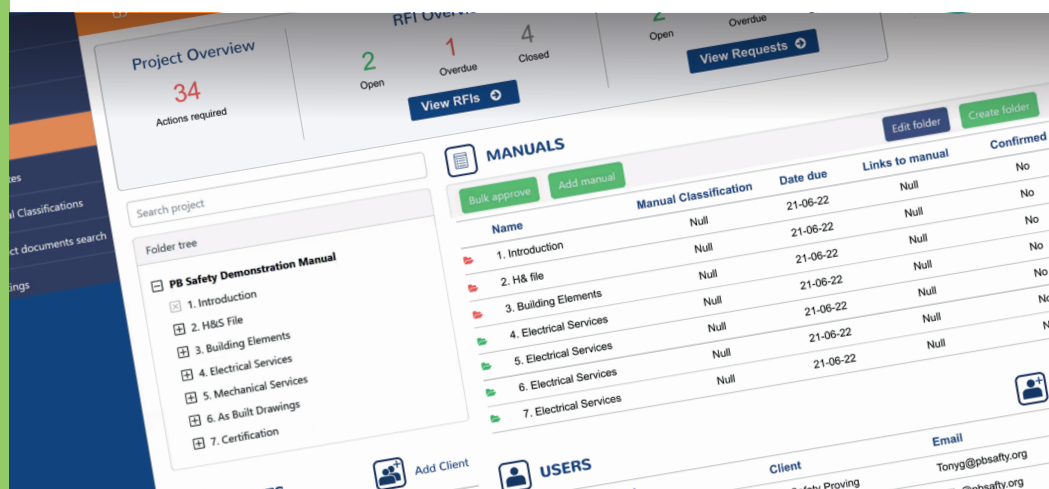 Project Overview
34
Actions required
RFI Overvie
2
Open
1
Overdue
4
Closed
View RFIs
2
Open
Overdue
View Requests
tes
al Classifications
ct documents search
ings
Search project
Folder tree
PB Safety Demonstration Manual
1. Introduction
2. H&S File
3. Building Elements
4. Electrical Services
5. Mechanical Services
6. As Built Drawings
7. Certification
MANUALS
Edit folder
Create folder
Bulk approve
Add manual
Name Manual Classification Date due Links to manual Confirmed
1. Introduction Null 21-06-22 Null No
2. H& file Null 21-06-22 Null No
3. Building Elements Null 21-06-22 Null No
4. Electrical Services Null 21-06-22 Null No
5. Electrical Services Null 21-06-22 Null No
6. Electrical Services Null 21-06-22 Null
7. Electrical Services Null 21-06-22 Null
Add Client
USERS
Client
Email
Proving
Tonyg@pbsafty.org
@pbsafty.org